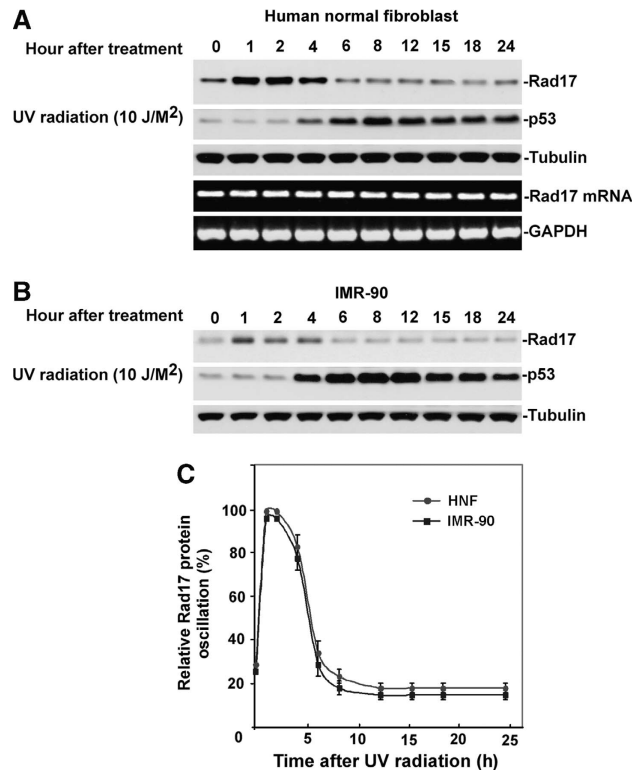 A
Human normal fibroblast
Hour after treatment 0 1 2 4 6 8 12 15 18 24
-Rad17
UV radiation (10 J/M²)
-p53
-Tubulin
-Rad17 mRNA
-GAPDH
B
IMR-90
Hour after treatment 0 1 2 4 6 8 12 15 18 24
-Rad17
UV radiation (10 J/M²)
-p53
-Tubulin
C
Relative Rad17 protein
oscillation (%)
100
80
60
40
20
0
HNF
IMR-90
5 10 15 20 25
Time after UV radiation (h)